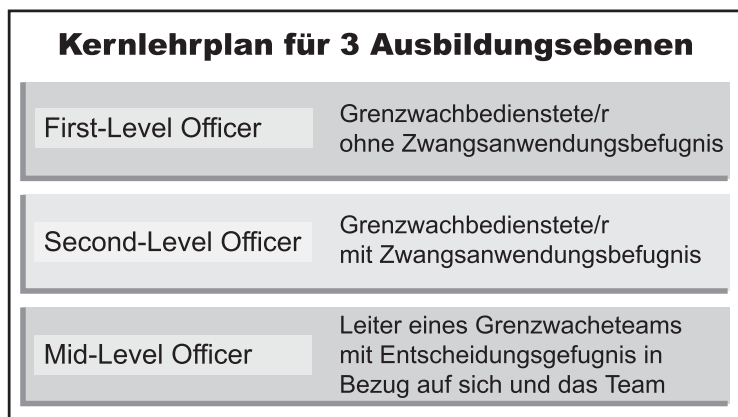 Kernlehrplan für 3 Ausbildungsebenen
First-Level Officer
Grenzwachbedienstete/r
ohne Zwangsanwendungsbefugnis
Second-Level Officer
Grenzwachbedienstete/r
mit Zwangsanwendungsbefugnis
Mid-Level Officer
Leiter eines Grenzwacheteams
mit Entscheidungsgefugnis in
Bezug auf sich und das Team